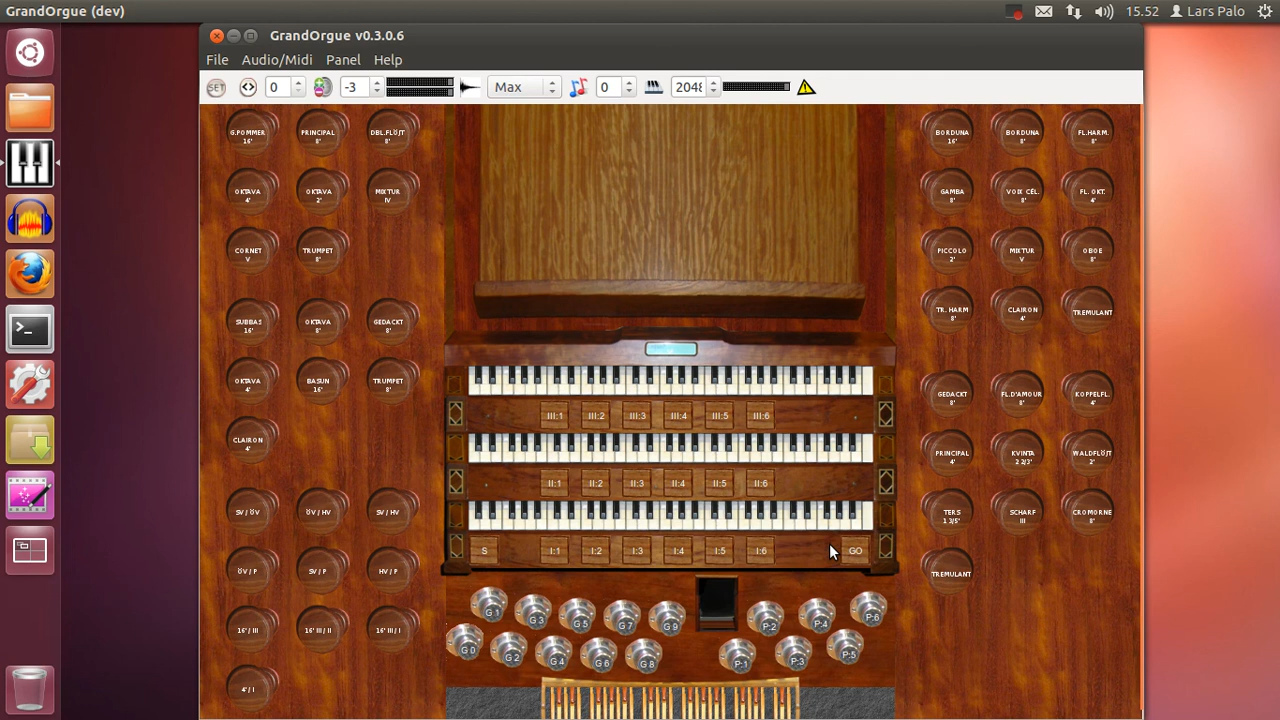 GrandOrgue (dev)
15.52 Lars Palo
GrandOrgue v0.3.0.6
File Audio/Midi Panel Help
SET 0 -3 Max 0 2048
G.POMMER 16'
PRINCIPAL 8'
DBL.FLÖJT 8'
OKTAVA 4'
OKTAVA 2'
MIXTUR IV
CORNET V
TRUMPET 8'
SUBBAS 16'
OKTAVA 8'
GEDACKT 8'
OKTAVA 4'
BASUN 16'
TRUMPET 8'
CLAIRON 4'
SV / ÖV
ÖV / HV
SV / HV
ÖV / P
SV / P
HV / P
16' / III
16' III / II
16' III / I
4' / I
III:1 III:2 III:3 III:4 III:5 III:6
II:1 II:2 II:3 II:4 II:5 II:6
S I:1 I:2 I:3 I:4 I:5 I:6 GO
G 1 G 3 G 5 G 7 G 9 P:2 P:4 P:6
G 0 G 2 G 4 G 6 G 8 P:1 P:3 P:5
BORDUNA 16'
BORDUNA 8'
FL.HARM. 8'
GAMBA 8'
VOIX CÉL. 8'
FL. OKT. 4'
PICCOLO 2'
MIXTUR V
OBOE 8'
TR. HARM 8'
CLAIRON 4'
TREMULANT
GEDACKT 8'
FL.D'AMOUR 8'
KOPPELFL. 4'
PRINCIPAL 4'
KVINTA 2 2/3'
WALDFLÖJT 2'
TERS 1 3/5'
SCHARF III
CROMORNE 8'
TREMULANT